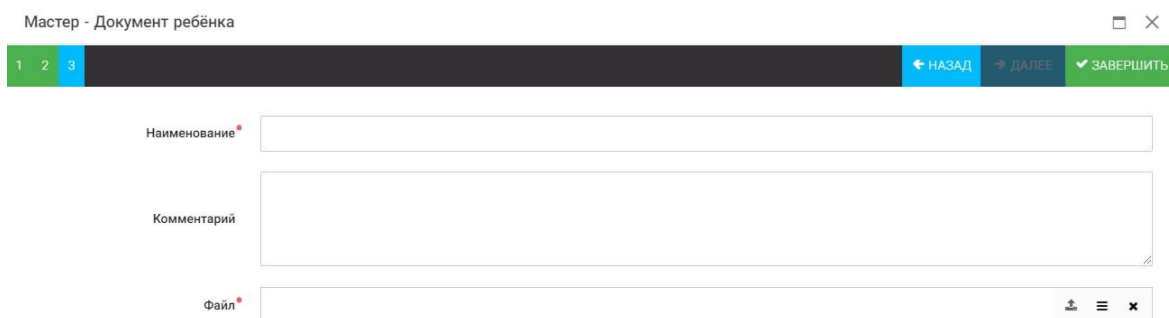 Мастер - Документ ребёнка
1 2 3 НАЗАД ДАЛЕЕ ЗАВЕРШИТЬ
Наименование
Комментарий
Файл